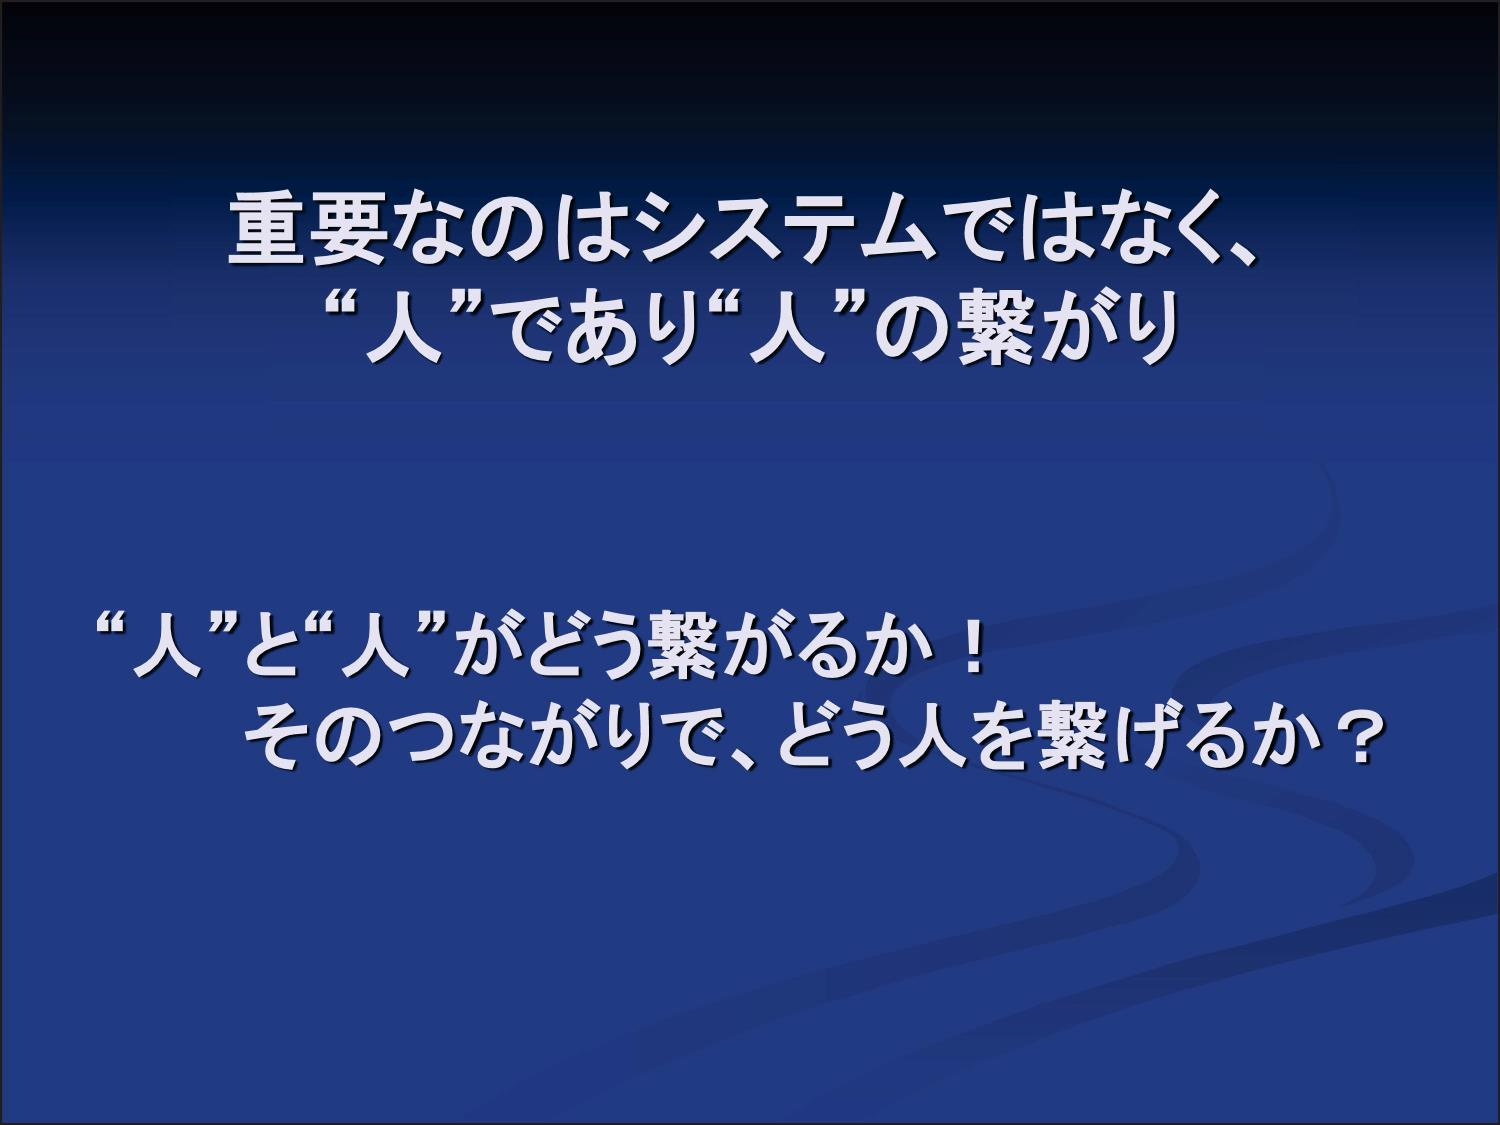 重要なのはシステムではなく、
“人”であり“人”の繋がり
“人”と“人”がどう繋がるか！
そのつながりで、どう人を繋げるか？